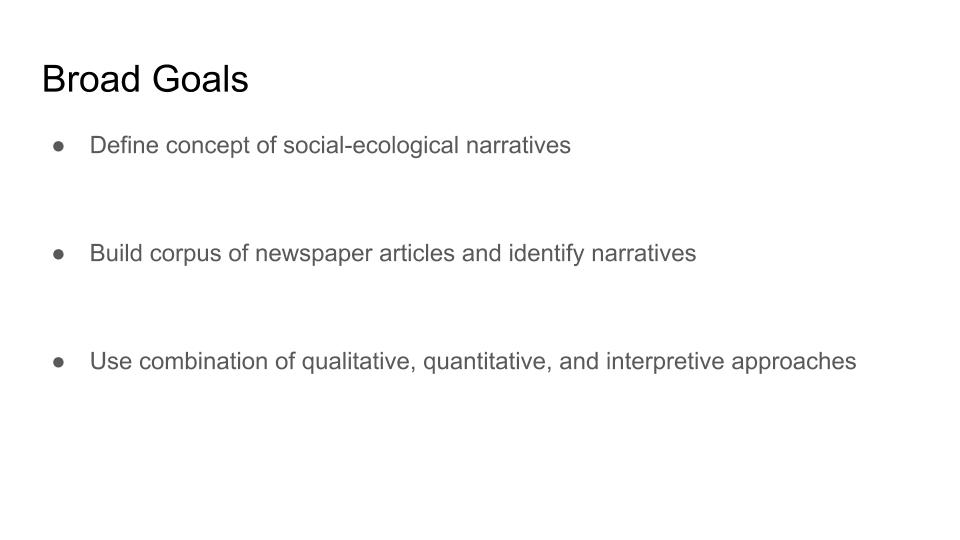 Broad Goals
● Define concept of social-ecological narratives
● Build corpus of newspaper articles and identify narratives
● Use combination of qualitative, quantitative, and interpretive approaches